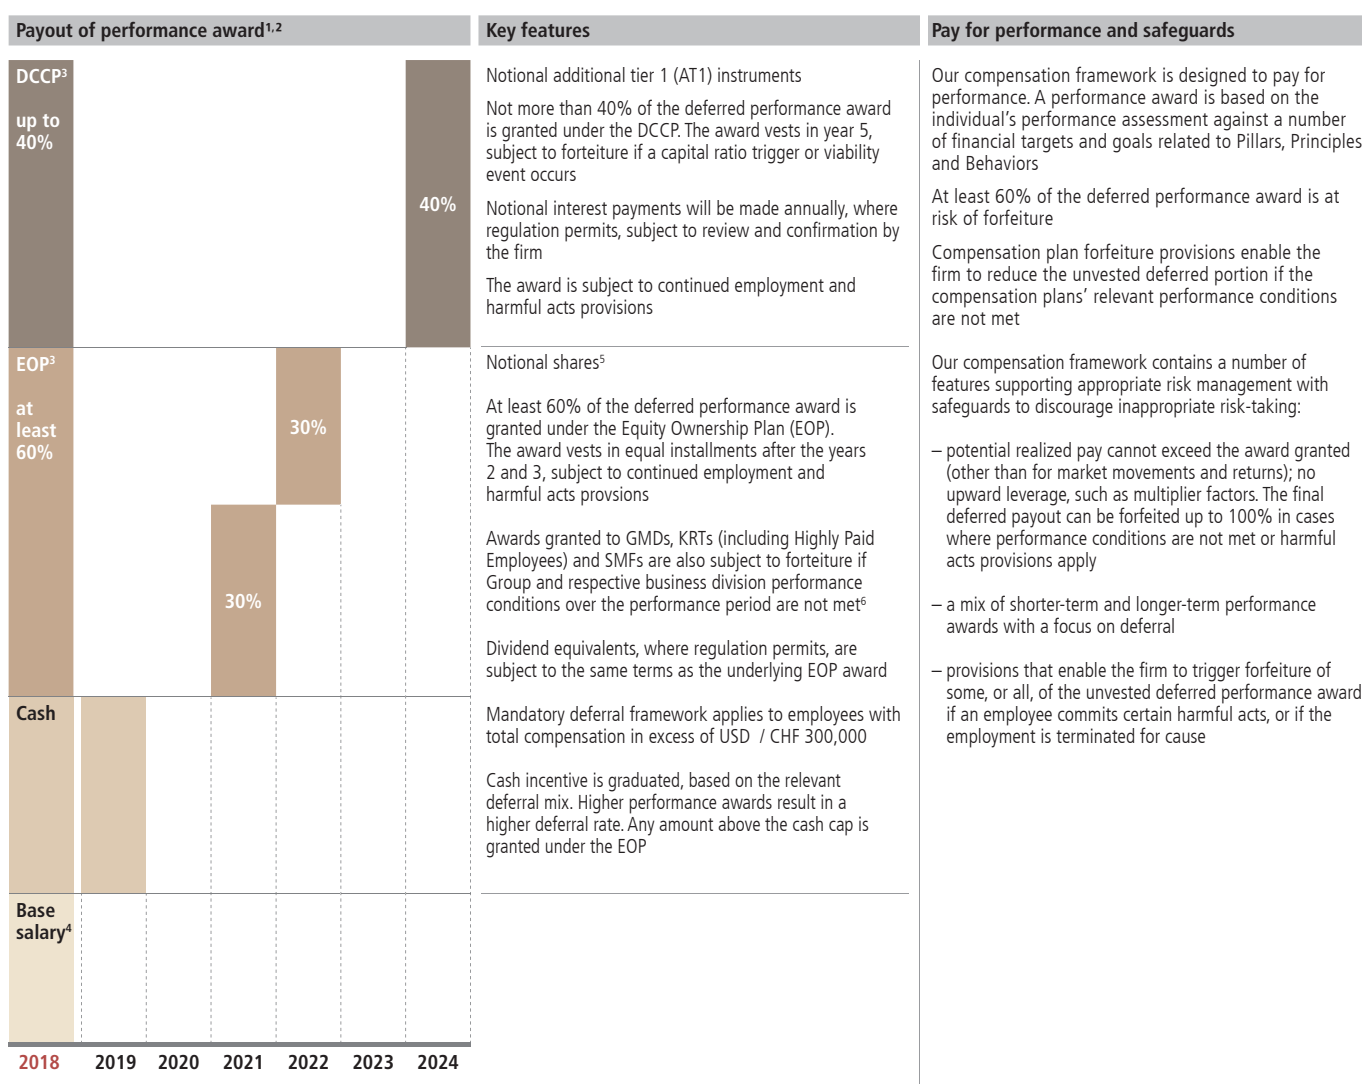 Payout of performance award1,2
DCCP3
up to
40%
40%
EOP3
at
least
60%
30%
30%
Cash
Base
salary4
2018 2019 2020 2021 2022 2023 2024
Key features
Notional additional tier 1 (AT1) instruments
Not more than 40% of the deferred performance award
is granted under the DCCP. The award vests in year 5,
subject to forteiture if a capital ratio trigger or viability
event occurs
Notional interest payments will be made annually, where
regulation permits, subject to review and confirmation by
the firm
The award is subject to continued employment and
harmful acts provisions
Notional shares5
At least 60% of the deferred performance award is
granted under the Equity Ownership Plan (EOP).
The award vests in equal installments after the years
2 and 3, subject to continued employment and
harmful acts provsions
Awards granted to GMDs, KRTs (including Highly Paid
Employees) and SMFs are also subject to forteiture if
Group and respective business division performance
conditions over the performance period are not met6
Dividend equivalents, where regulation permits, are
subject to the same terms as the underlying EOP award
Mandatory deferral framework applies to employees with
total compensation in excess of USD / CHF 300,000
Cash incentive is graduated, based on the relevant
deferral mix. Higher performance awards result in a
higher deferral rate. Any amount above the cash cap is
granted under the EOP
Pay for performance and safeguards
Our compensation framework is designed to pay for
performance. A performance award is based on the
individual's performance assessment against a number
of financial targets and goals related to Pillars, Principles
and Behaviors
At least 60% of the deferred performance award is at
risk of forfeiture
Compensation plan forfeiture provisions enable the
firm to reduce the unvested deferred portion if the
compensation plans' relevant performance conditions
are not met
Our compensation framework contains a number of
features supporting appropriate risk management with
safeguards to discourage inappropriate risk-taking:
– potential realized pay cannot exceed the award granted
(other than for market movements and returns); no
upward leverage, such as multiplier factors. The final
deferred payout can be forfeited up to 100% in cases
where performance conditions are not met or harmful
acts provisions apply
– a mix of shorter-term and longer-term performance
awards with a focus on deferral
– provisions that enable the firm to trigger forfeiture of
some, or all, of the unvested deferred performance award
if an employee commits certain harmful acts, or if the
employment is terminated for cause